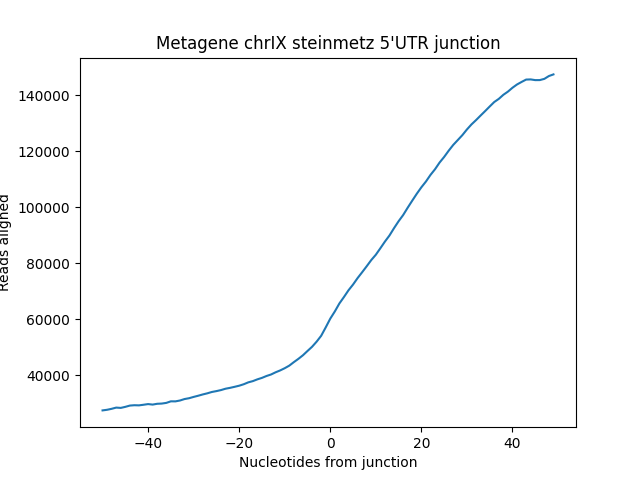 Metagene chrIX steinmetz 5'UTR junction
140000
120000
100000
80000
60000
40000
Reads aligned
−40 −20 0 20 40
Nucleotides from junction